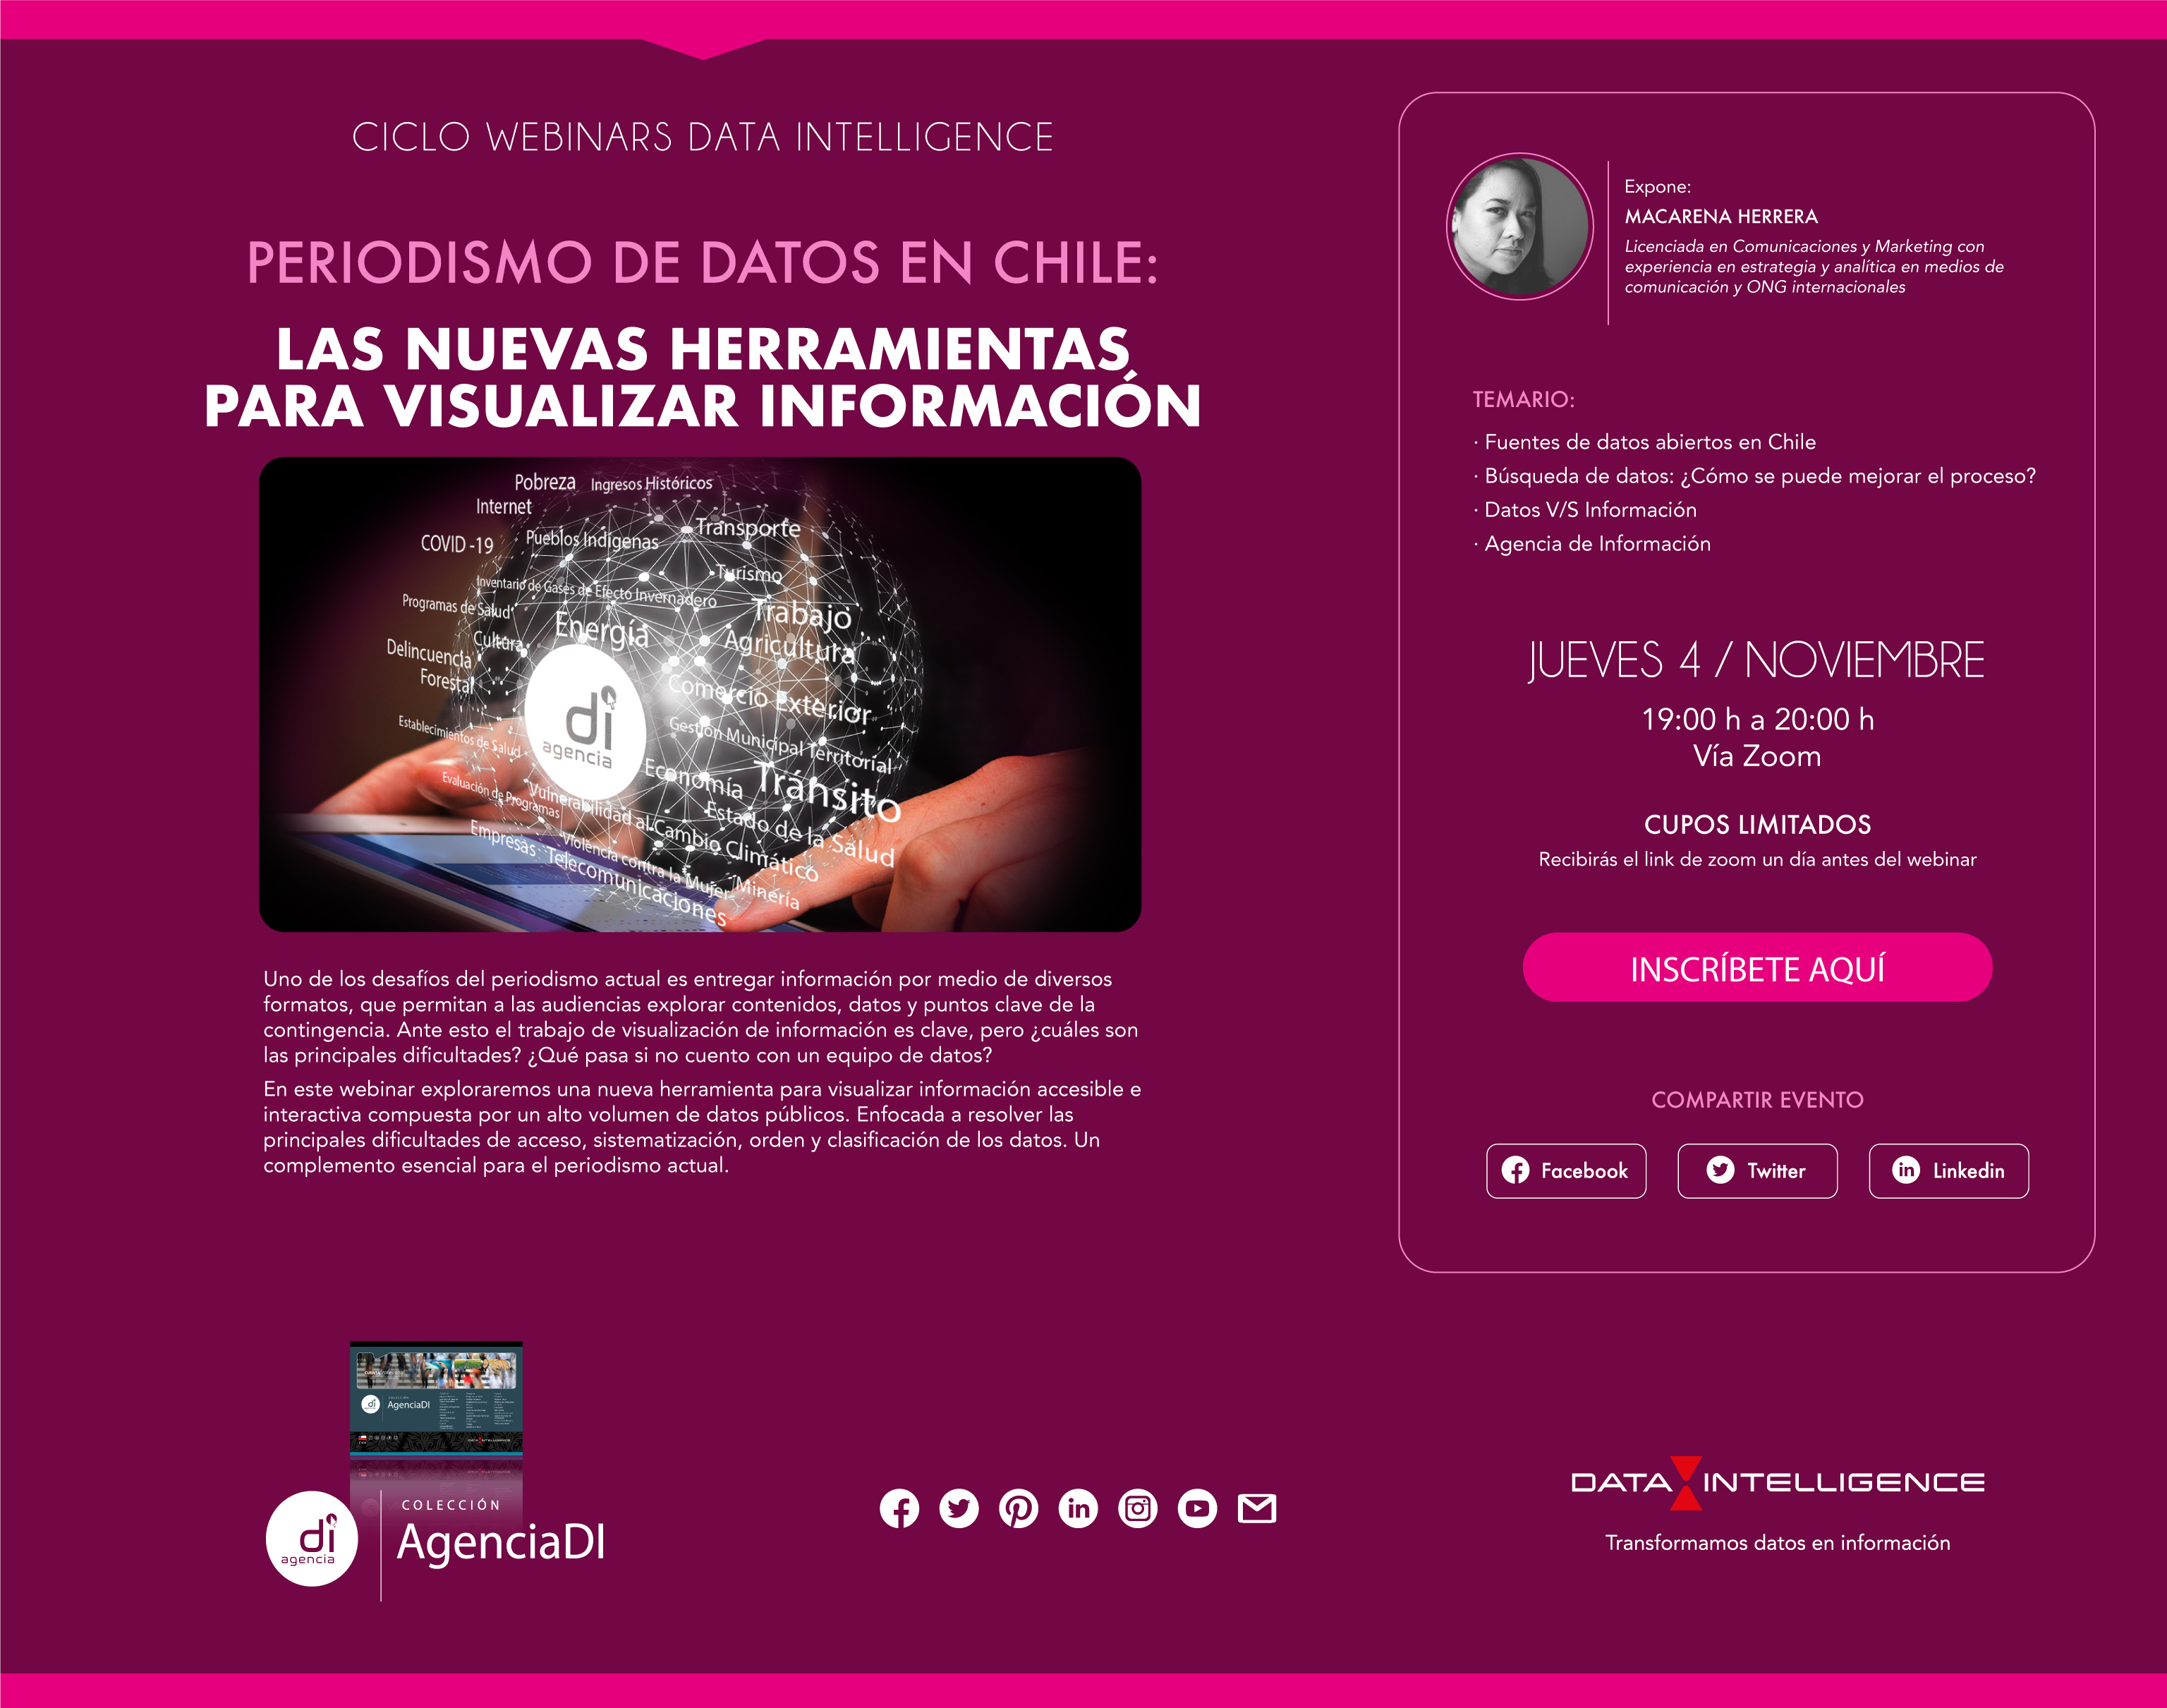 CICLO WEBINARS DATA INTELLIGENCE
PERIODISMO DE DATOS EN CHILE:
LAS NUEVAS HERRAMIENTAS
PARA VISUALIZAR INFORMACIÓN
Pobreza
Ingresos Históricos
Internet
Transporte
COVID -19
Pueblos Indígenas
Turismo
Inventario de Gases de Efecto Invernadero
Programas de Salud
Trabajo
Energía
Cultura
Agricultura
Delincuencia
Forestal
Comercio Exterior
di
agencia
Gestión Municipal Territorial
Establecimientos de Salud
Economía
Tránsito
Evaluación de Programas
Vulnerabilidad al Cambio Climático
Estado de la Salud
Empresas
Violencia contra la Mujer
Minería
Telecomunicaciones
Uno de los desafíos del periodismo actual es entregar información por medio de diversos
formatos, que permitan a las audiencias explorar contenidos, datos y puntos clave de la
contingencia. Ante esto el trabajo de visualización de información es clave, pero ¿cuáles son
las principales dificultades? ¿Qué pasa si no cuento con un equipo de datos?
En este webinar exploraremos una nueva herramienta para visualizar información accesible e
interactiva compuesta por un alto volumen de datos públicos. Enfocada a resolver las
principales dificultades de acceso, sistematización, orden y clasificación de los datos. Un
complemento esencial para el periodismo actual.
Expone:
MACARENA HERRERA
Licenciada en Comunicaciones y Marketing con
experiencia en estrategia y analítica en medios de
comunicación y ONG internacionales
TEMARIO:
· Fuentes de datos abiertos en Chile
· Búsqueda de datos: ¿Cómo se puede mejorar el proceso?
· Datos V/S Información
· Agencia de Información
JUEVES 4 / NOVIEMBRE
19:00 h a 20:00 h
Vía Zoom
CUPOS LIMITADOS
Recibirás el link de zoom un día antes del webinar
INSCRÍBETE AQUÍ
COMPARTIR EVENTO
Facebook
Twitter
Linkedin
AgenciaDI
di
agencia
COLECCIÓN
AgenciaDI
DATA INTELLIGENCE
Transformamos datos en información